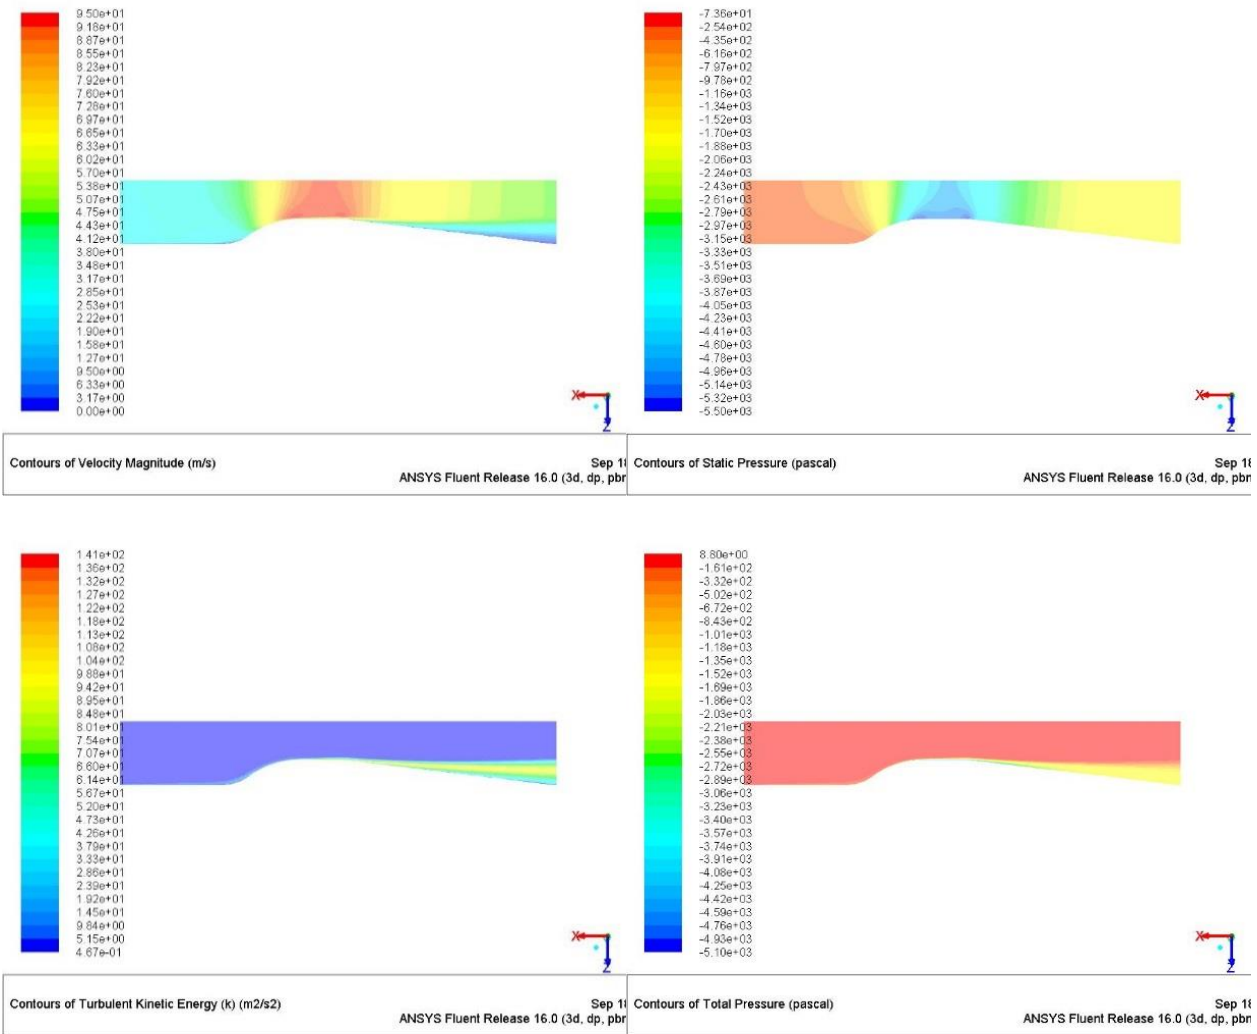 9.50e+01
9.18e+01
8.87e+01
8.55e+01
8.23e+01
7.92e+01
7.60e+01
7.28e+01
6.97e+01
6.65e+01
6.33e+01
6.02e+01
5.70e+01
5.38e+01
5.07e+01
4.75e+01
4.43e+01
4.12e+01
3.80e+01
3.48e+01
3.17e+01
2.85e+01
2.53e+01
2.22e+01
1.90e+01
1.58e+01
1.27e+01
9.50e+00
6.33e+00
3.17e+00
0.00e+00
X
Z
Contours of Velocity Magnitude (m/s)
Sep 18
ANSYS Fluent Release 16.0 (3d, dp, pbn
-7.36e+01
-2.54e+02
-4.35e+02
-6.16e+02
-7.97e+02
-9.78e+02
-1.16e+03
-1.34e+03
-1.52e+03
-1.70e+03
-1.88e+03
-2.06e+03
-2.24e+03
-2.43e+03
-2.61e+03
-2.79e+03
-2.97e+03
-3.15e+03
-3.33e+03
-3.51e+03
-3.69e+03
-3.87e+03
-4.05e+03
-4.23e+03
-4.41e+03
-4.60e+03
-4.78e+03
-4.96e+03
-5.14e+03
-5.32e+03
-5.50e+03
X
Z
Contours of Static Pressure (pascal)
Sep 18
ANSYS Fluent Release 16.0 (3d, dp, pbn
1.41e+02
1.36e+02
1.32e+02
1.27e+02
1.22e+02
1.18e+02
1.13e+02
1.08e+02
1.04e+02
9.88e+01
9.42e+01
8.95e+01
8.48e+01
8.01e+01
7.54e+01
7.07e+01
6.60e+01
6.14e+01
5.67e+01
5.20e+01
4.73e+01
4.26e+01
3.79e+01
3.33e+01
2.86e+01
2.39e+01
1.92e+01
1.45e+01
9.84e+00
5.15e+00
4.67e-01
X
Z
Contours of Turbulent Kinetic Energy (k) (m2/s2)
Sep 18
ANSYS Fluent Release 16.0 (3d, dp, pbn
8.80e+00
-1.61e+02
-3.32e+02
-5.02e+02
-6.72e+02
-8.43e+02
-1.01e+03
-1.18e+03
-1.35e+03
-1.52e+03
-1.69e+03
-1.86e+03
-2.03e+03
-2.21e+03
-2.38e+03
-2.55e+03
-2.72e+03
-2.89e+03
-3.06e+03
-3.23e+03
-3.40e+03
-3.57e+03
-3.74e+03
-3.91e+03
-4.08e+03
-4.25e+03
-4.42e+03
-4.59e+03
-4.76e+03
-4.93e+03
-5.10e+03
X
Z
Contours of Total Pressure (pascal)
Sep 18
ANSYS Fluent Release 16.0 (3d, dp, pbn